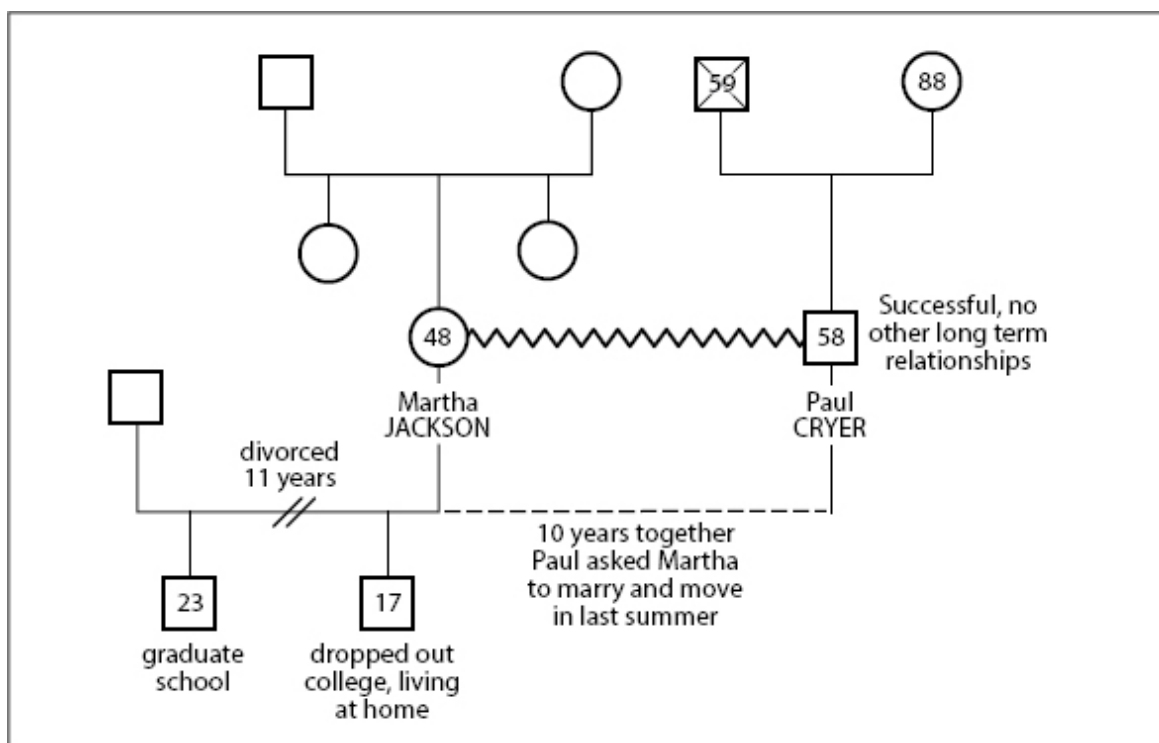 59
88
48
58
Successful, no
other long term
relationships
Martha
JACKSON
Paul
CRYER
divorced
11 years
10 years together
Paul asked Martha
to marry and move
in last summer
23
17
graduate
school
dropped out
college, living
at home